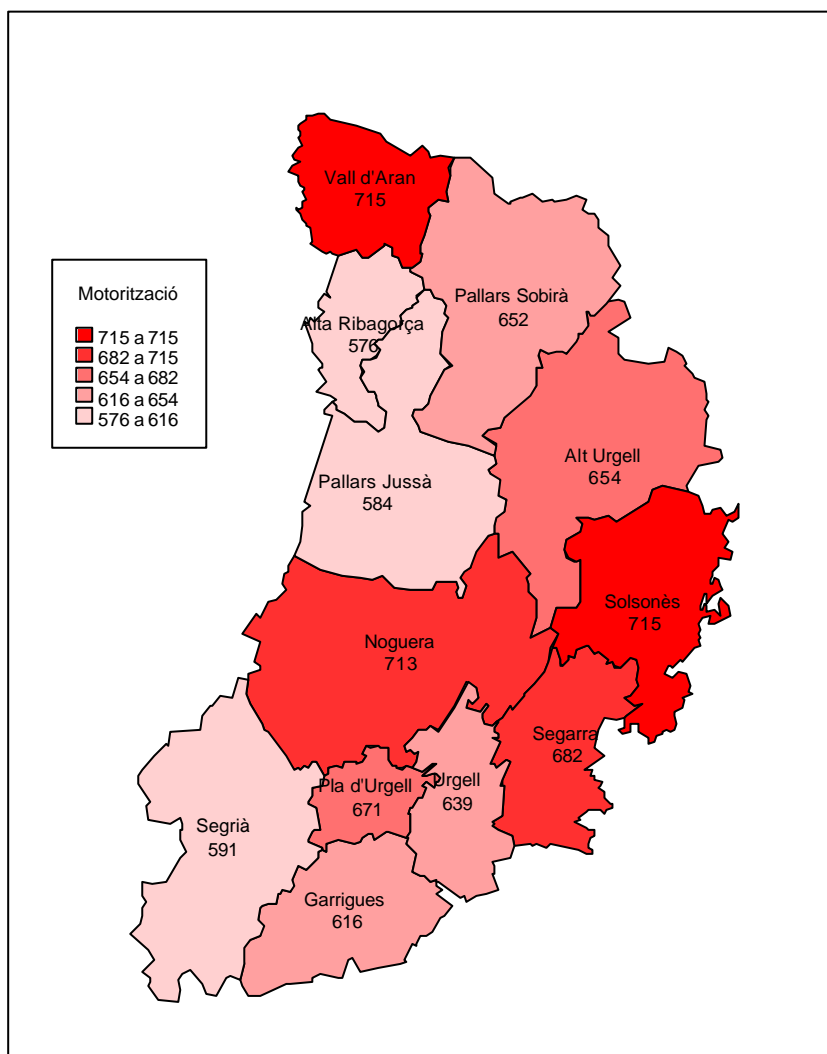 Vall d'Aran
715
Motorització
715 a 715
682 a 715
654 a 682
616 a 654
576 a 616
Pallars Sobirà
652
Alta Ribagorça
576
Alt Urgell
654
Pallars Jussà
584
Solsonès
715
Noguera
713
Segarra
682
Pla d'Urgell
671
Urgell
639
Segrià
591
Garrigues
616